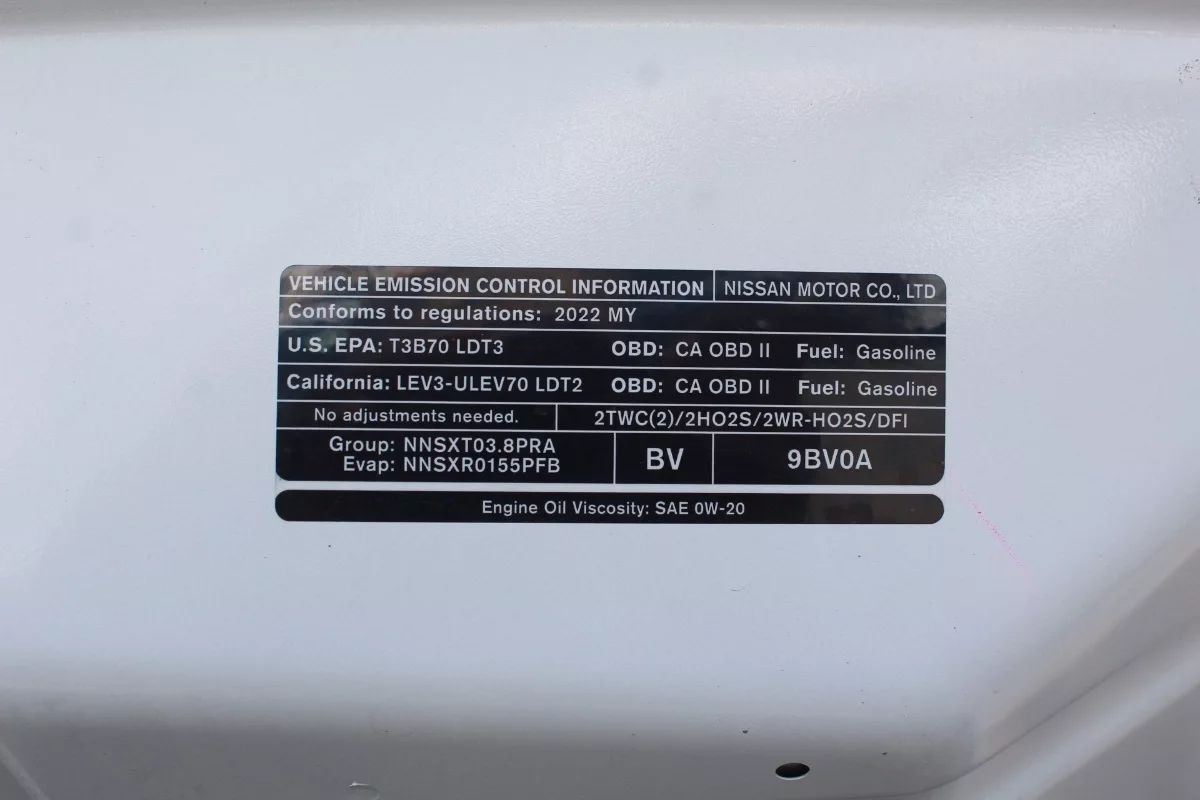 VEHICLE EMISSION CONTROL INFORMATION NISSAN MOTOR CO., LTD
Conforms to regulations: 2022 MY
U.S. EPA: T3B70 LDT3 OBD: CA OBD II Fuel: Gasoline
California: LEV3-ULEV70 LDT2 OBD: CA OBD II Fuel: Gasoline
No adjustments needed. 2TWC(2)/2HO2S/2WR-HO2S/DFI
Group: NNSXT03.8PRA
Evap: NNSXR0155PFB
BV 9BV0A
Engine Oil Viscosity: SAE 0W-20